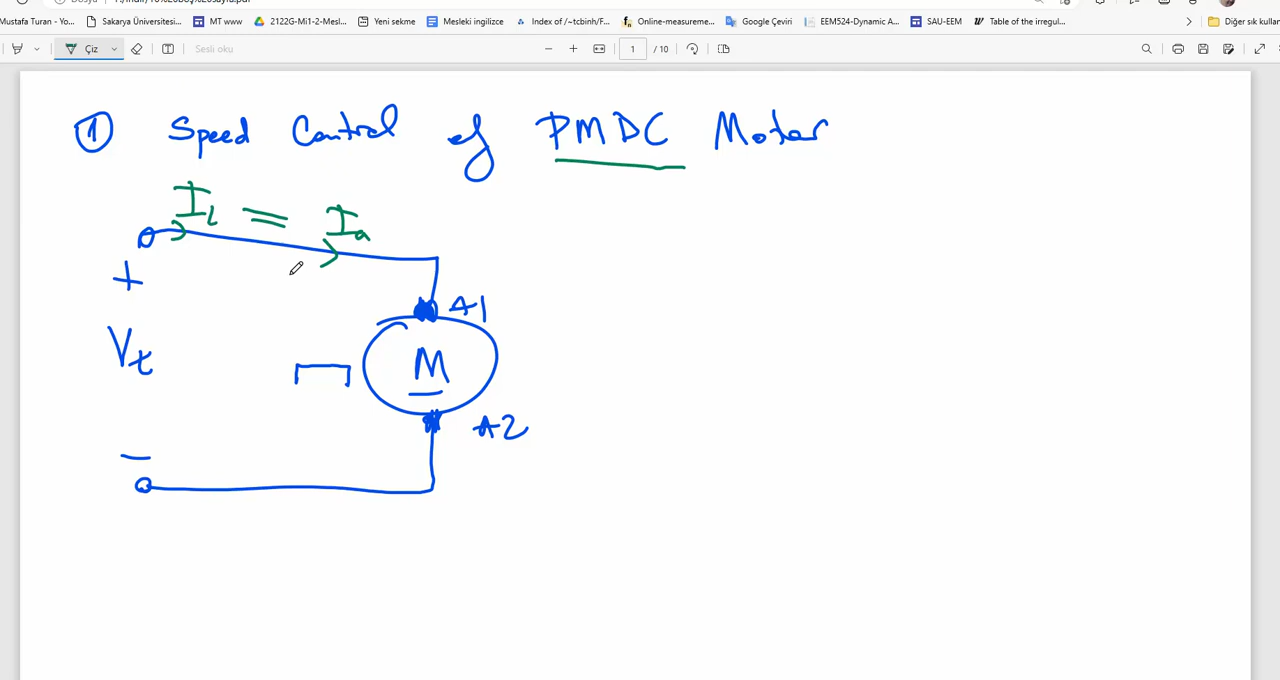 Dosya
Mustafa Turan - Yo...
Sakarya Üniversitesi...
MT www
2122G-Mi1-2-Mesl...
Yeni sekme
Mesleki ingilizce
Index of /~tcbinh/F...
Online-measureme...
Google Çeviri
EEM524-Dynamic A...
SAU-EEM
Table of the irregul...
Diğer sık kullan
Çiz
Sesli oku
1 / 10
① Speed Control of PMDC Motor
IL = Ia
+
A1
Vt
M
A2
−